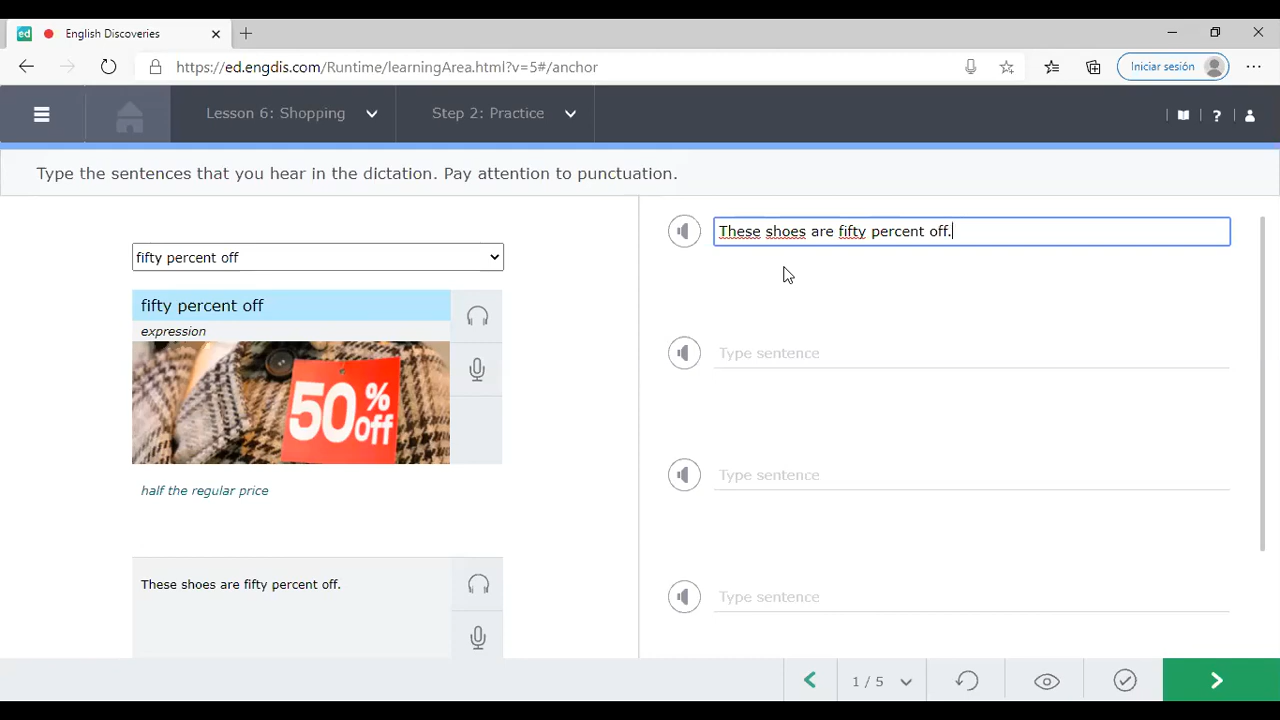 ed English Discoveries
https://ed.engdis.com/Runtime/learningArea.html?v=5#/anchor
Iniciar sesión
Lesson 6: Shopping
Step 2: Practice
?
Type the sentences that you hear in the dictation. Pay attention to punctuation.
fifty percent off
fifty percent off
expression
50% off
half the regular price
These shoes are fifty percent off.
These shoes are fifty percent off.
Type sentence
Type sentence
Type sentence
1 / 5